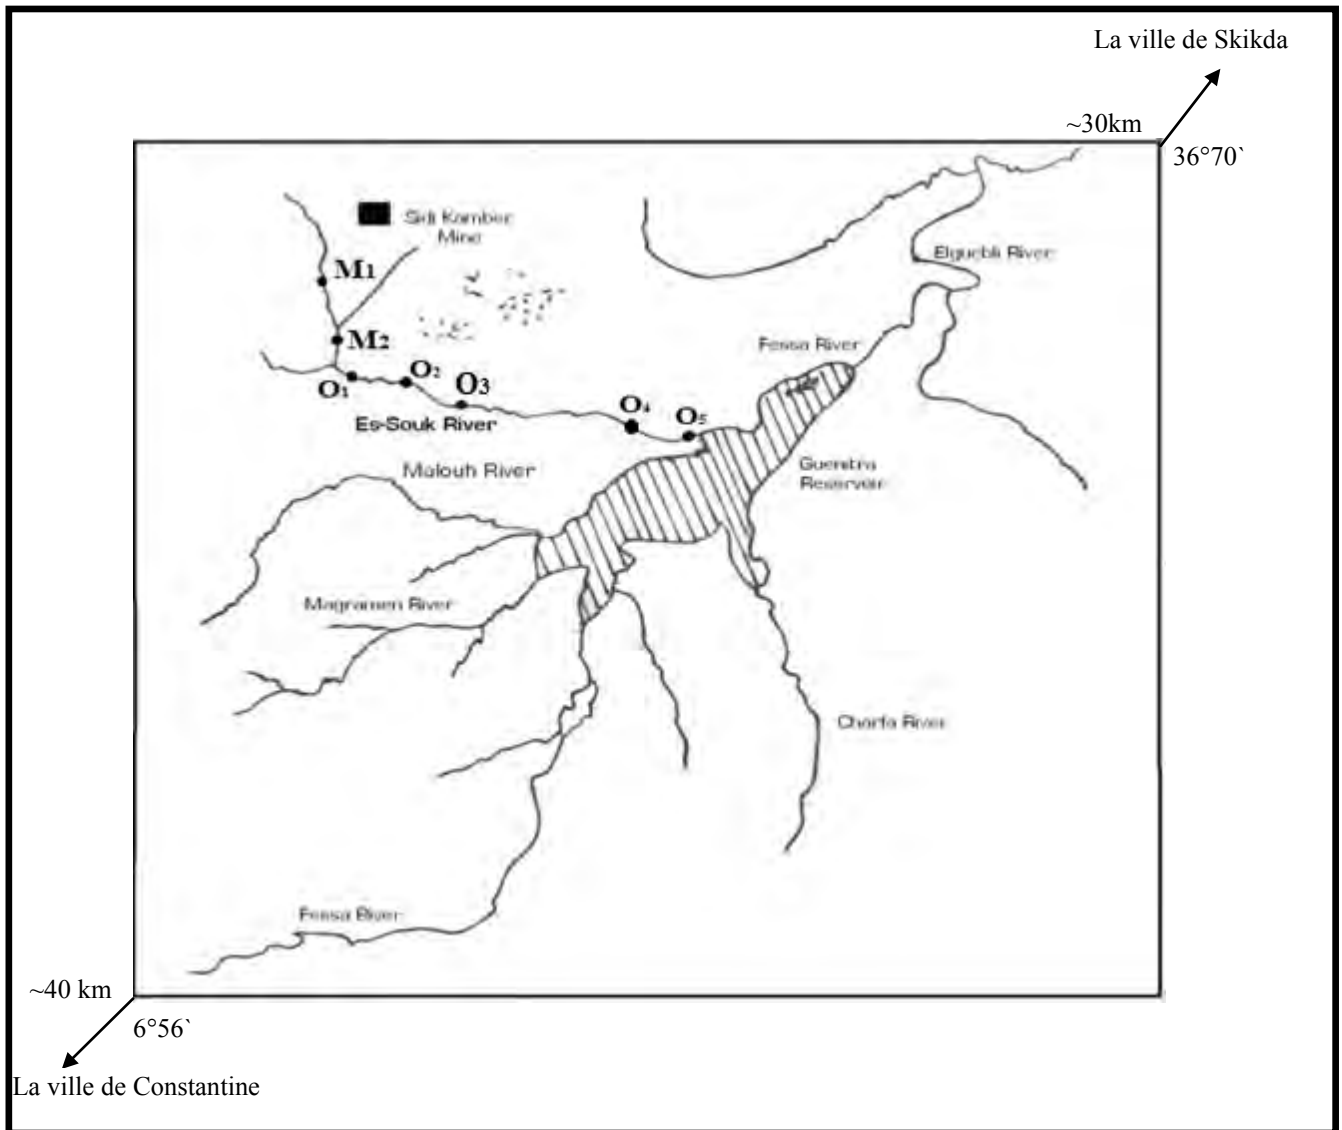 La ville de Skikda
~30km
36°70`
Sidi Kamber
Mine
M1
Elguebli River
M2
Fessa River
O1
O2
O3
O4
O5
Es-Souk River
Malouh River
Guenitra
Reservoir
Magramen River
Charfa River
Fessa River
~40 km
6°56`
La ville de Constantine